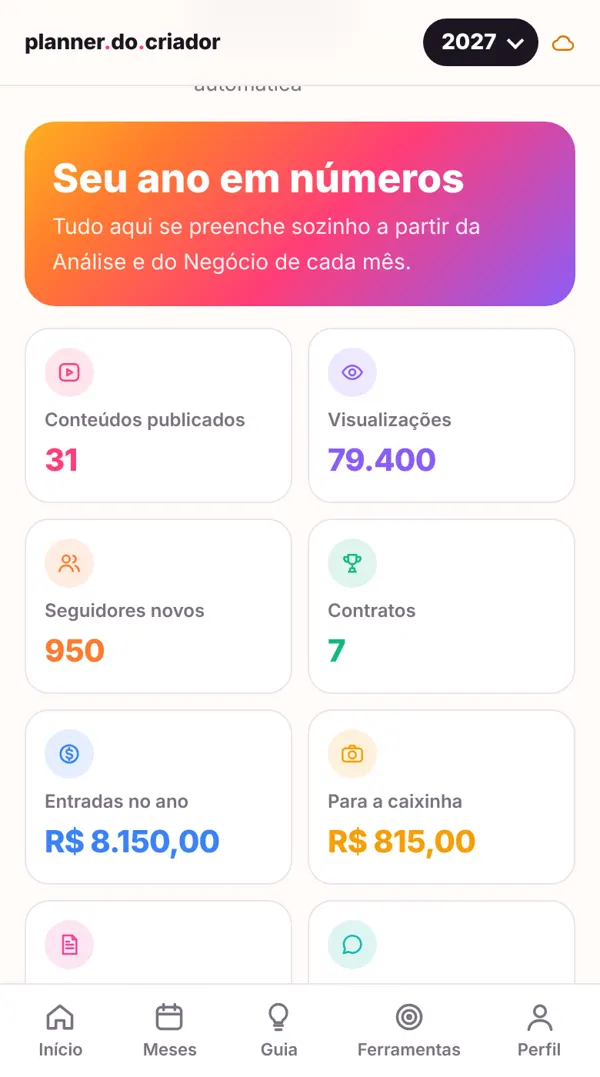 planner.do.criador
2027
automática
Seu ano em números
Tudo aqui se preenche sozinho a partir da
Análise e do Negócio de cada mês.
Conteúdos publicados
31
Visualizações
79.400
Seguidores novos
950
Contratos
7
Entradas no ano
R$ 8.150,00
Para a caixinha
R$ 815,00
Início
Meses
Guia
Ferramentas
Perfil